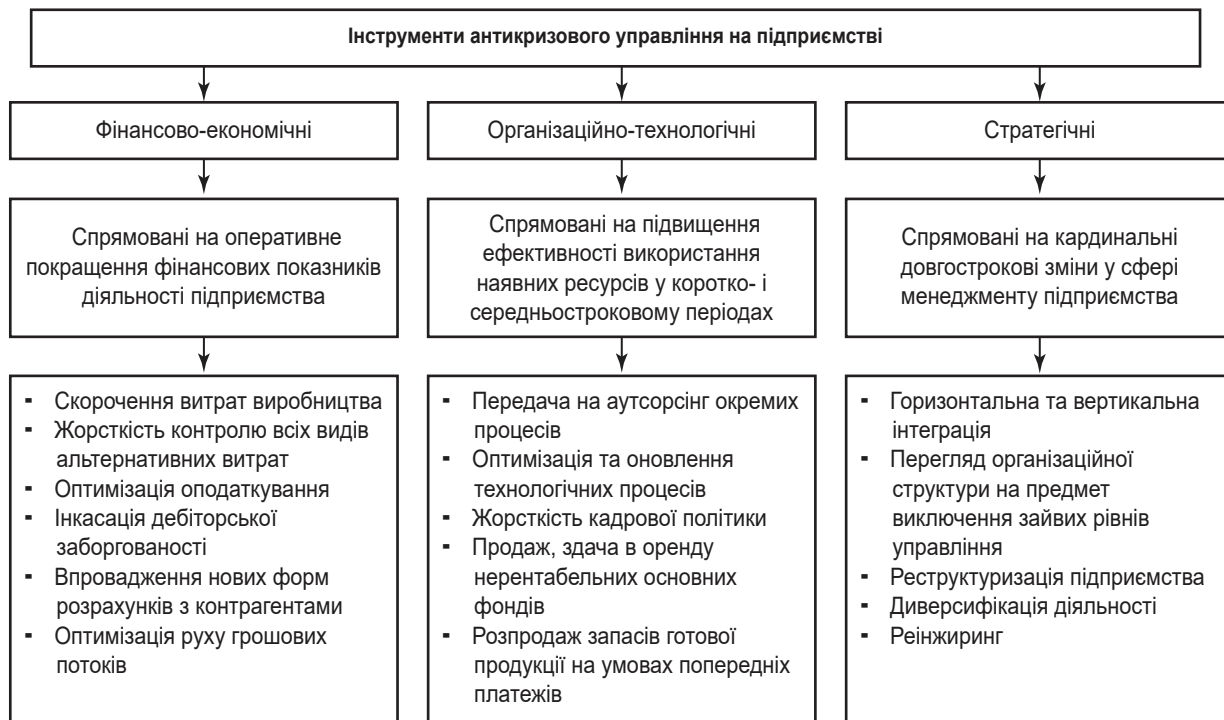 Інструменти антикризового управління на підприємстві
Фінансово-економічні
Спрямовані на оперативне
покращення фінансових показників
діяльності підприємства
- Скорочення витрат виробництва
- Жорсткість контролю всіх видів
альтернативних витрат
- Оптимізація оподаткування
- Інкасація дебіторської
заборгованості
- Впровадження нових форм
розрахунків з контрагентами
- Оптимізація руху грошових
потоків
Організаційно-технологічні
Спрямовані на підвищення
ефективності використання
наявних ресурсів у коротко- і
середньостроковому періодах
- Передача на аутсорсінг окремих
процесів
- Оптимізація та оновлення
технологічних процесів
- Жорсткість кадрової політики
- Продаж, здача в оренду
нерентабельних основних
фондів
- Розпродаж запасів готової
продукції на умовах попередніх
платежів
Стратегічні
Спрямовані на кардинальні
довгострокові зміни у сфері
менеджменту підприємства
- Горизонтальна та вертикальна
інтеграція
- Перегляд організаційної
структури на предмет
виключення зайвих рівнів
управління
- Реструктуризація підприємства
- Диверсифікація діяльності
- Реінжиринг